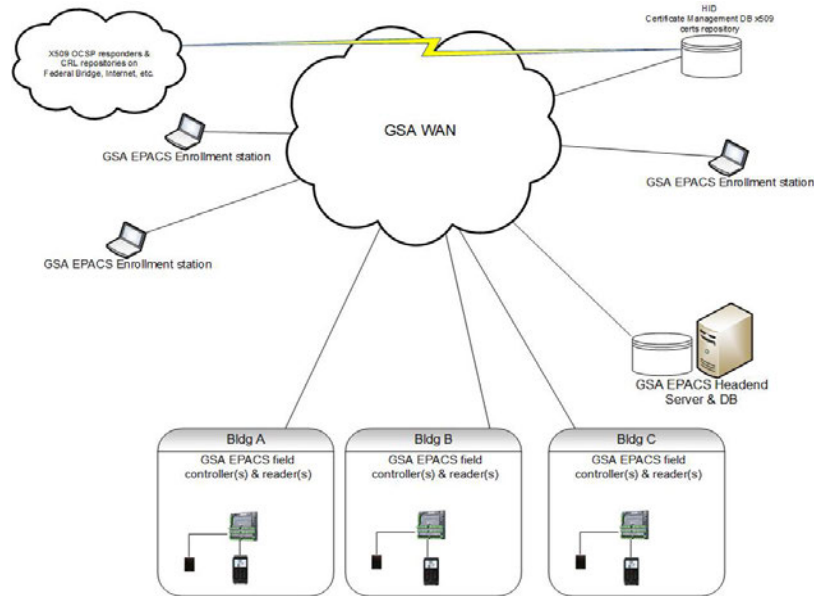 HID
Certificate Management DB x509
certs repository
X509 OCSP responders &
CRL repositories on
Federal Bridge, Internet, etc.
GSA WAN
GSA EPACS Enrollment station
GSA EPACS Enrollment station
GSA EPACS Enrollment station
GSA EPACS Headend
Server & DB
Bldg A
GSA EPACS field
controller(s) & reader(s)
Bldg B
GSA EPACS field
controller(s) & reader(s)
Bldg C
GSA EPACS field
controller(s) & reader(s)